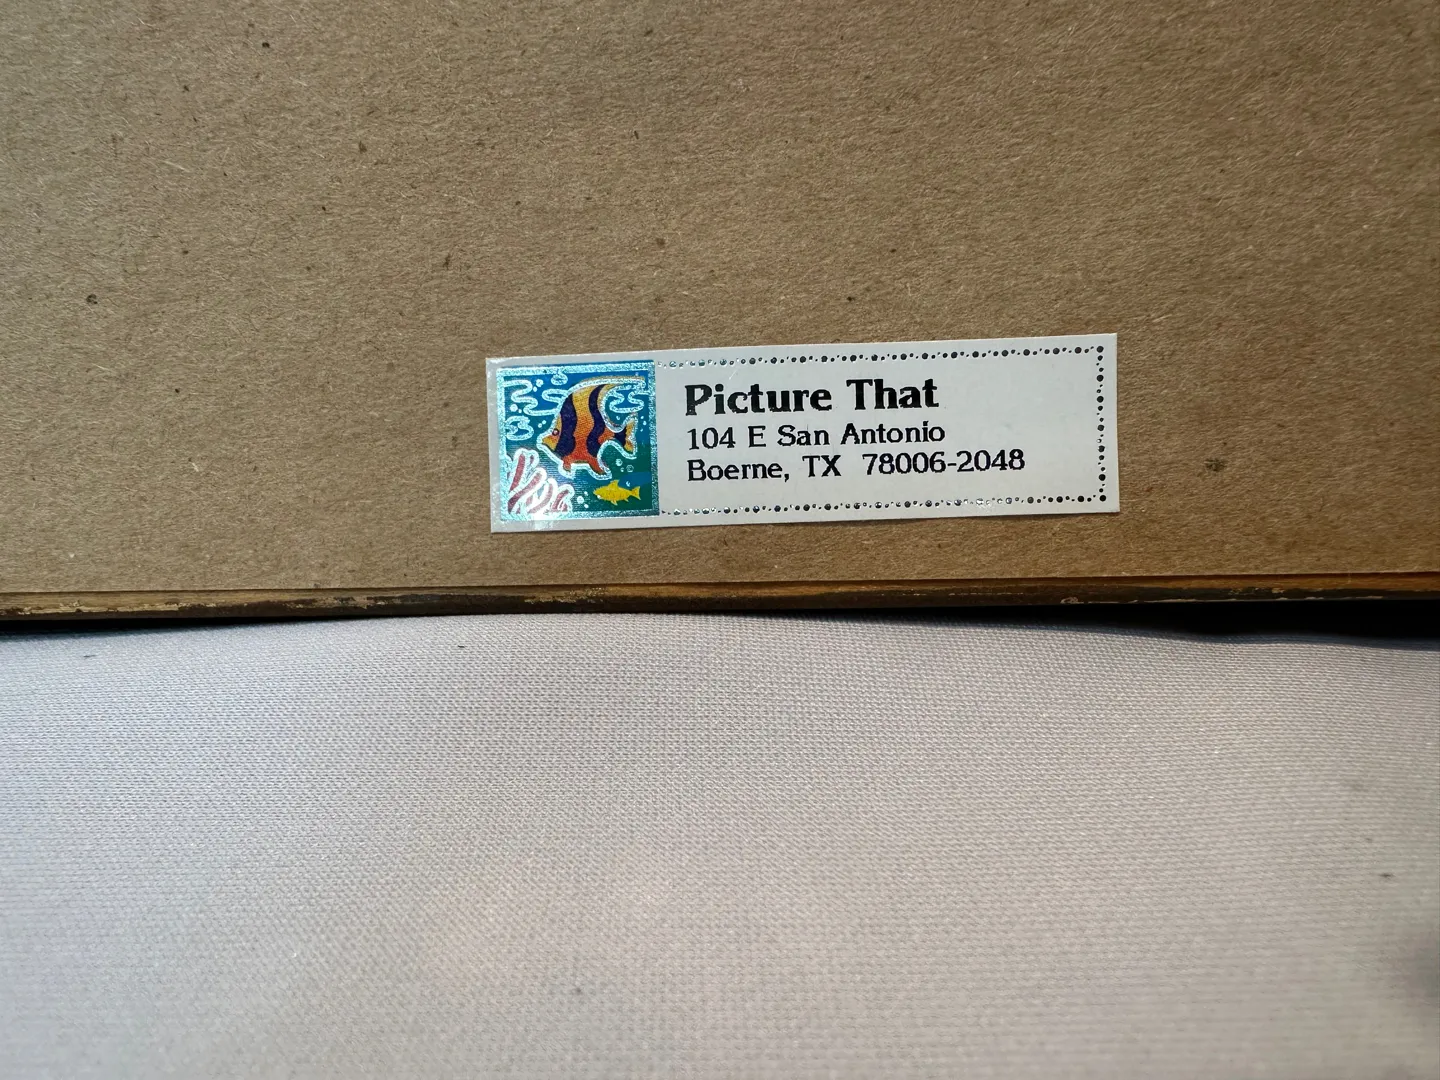 Picture That
104 E San Antonio
Boerne, TX  78006-2048